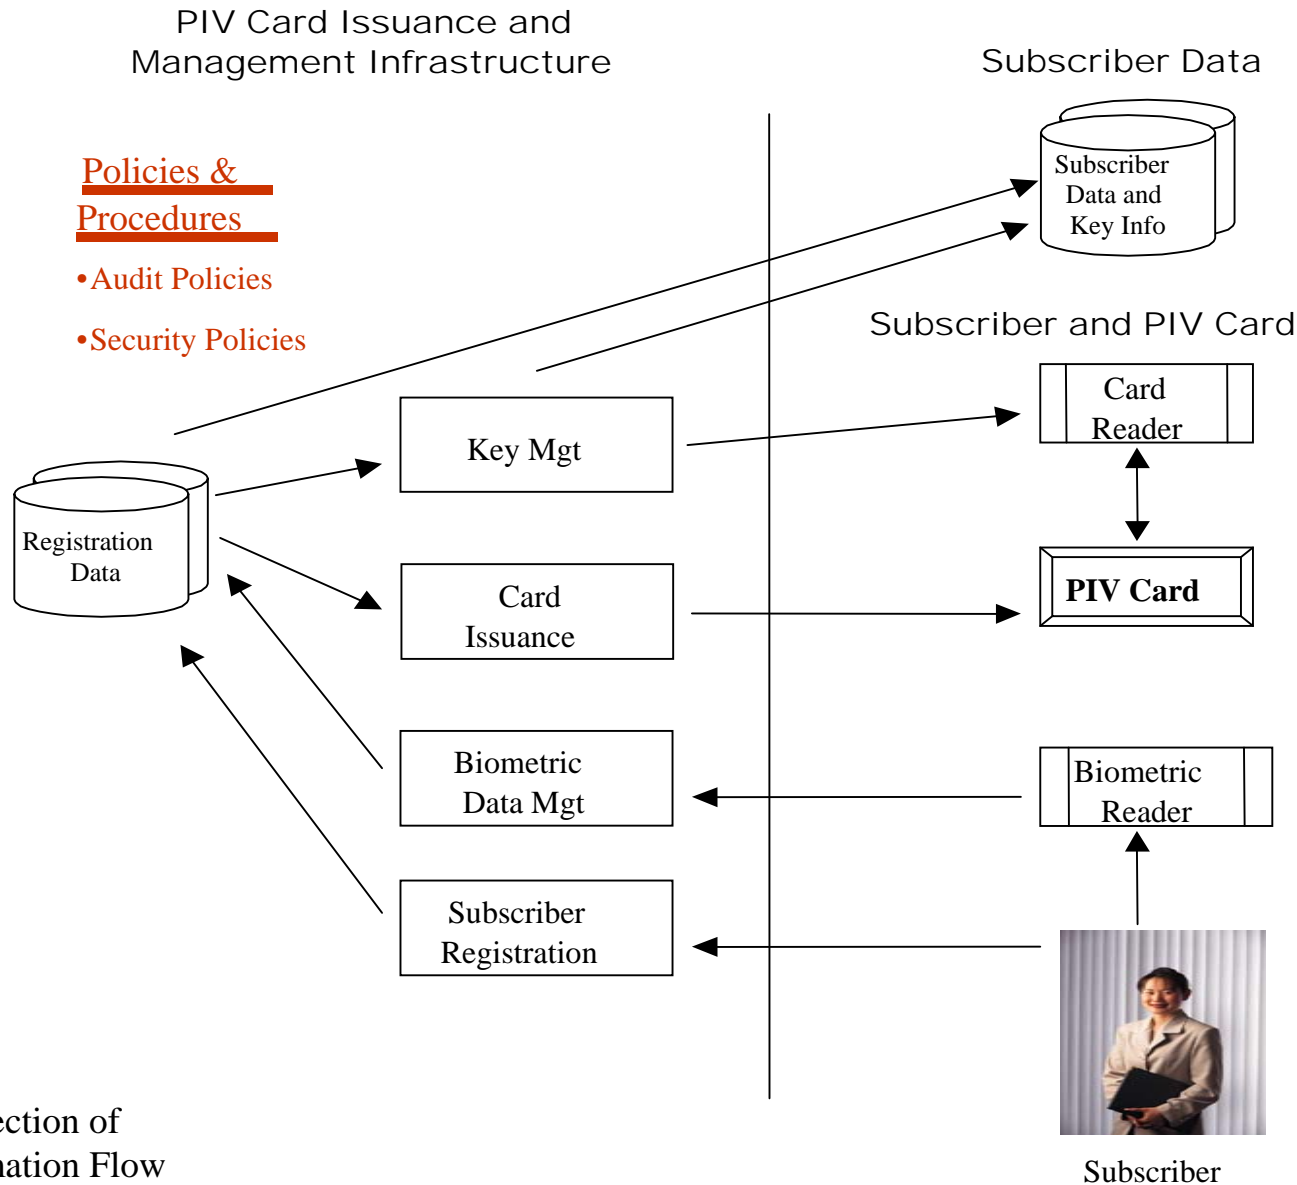 PIV Card Issuance and
Management Infrastructure
Subscriber Data
Policies &
Procedures
•Audit Policies
•Security Policies
Subscriber
Data and
Key Info
Subscriber and PIV Card
Card
Reader
Key Mgt
Registration
Data
Card
Issuance
PIV Card
Biometric
Data Mgt
Biometric
Reader
Subscriber
Registration
ection of
nation Flow
Subscriber